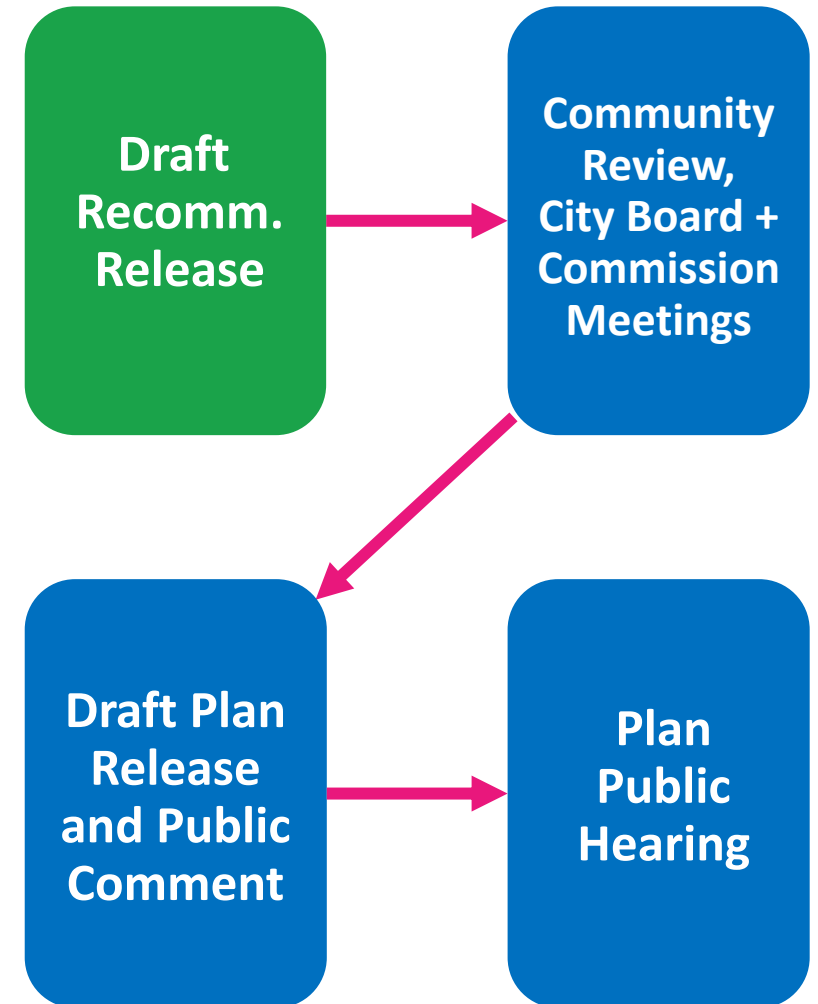 Draft
Recomm.
Release
Community
Review,
City Board +
Commission
Meetings
Draft Plan
Release
and Public
Comment
Plan
Public
Hearing